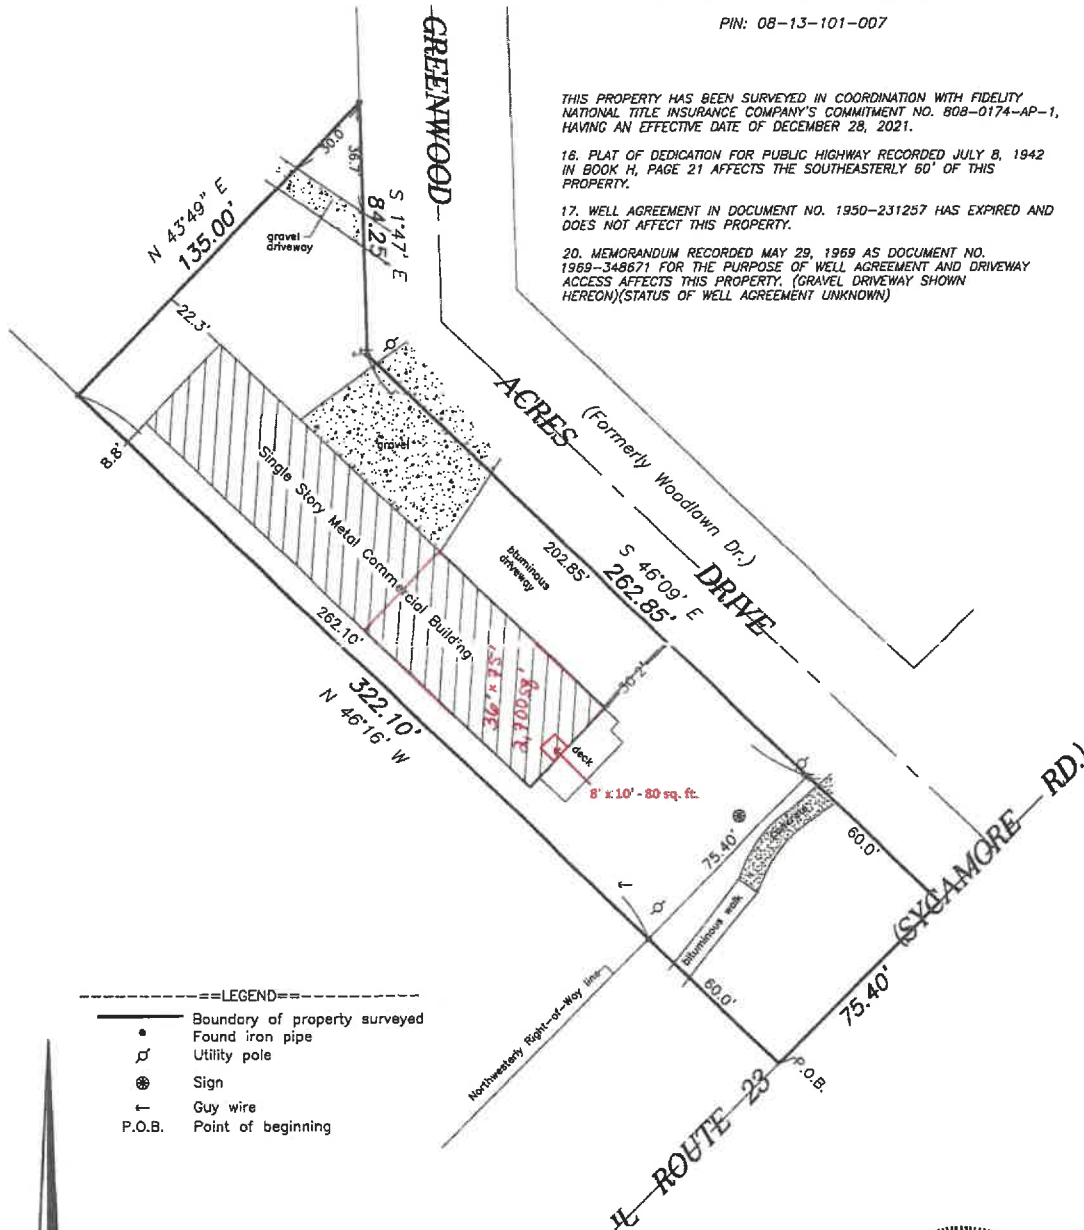 PIN: 08-13-101-007
THIS PROPERTY HAS BEEN SURVEYED IN COORDINATION WITH FIDELITY
NATIONAL TITLE INSURANCE COMPANY'S COMMITMENT NO. 808-0174-AP-1,
HAVING AN EFFECTIVE DATE OF DECEMBER 28, 2021.
16. PLAT OF DEDICATION FOR PUBLIC HIGHWAY RECORDED JULY 8, 1942
IN BOOK H, PAGE 21 AFFECTS THE SOUTHEASTERLY 60' OF THIS
PROPERTY.
17. WELL AGREEMENT IN DOCUMENT NO. 1950-231257 HAS EXPIRED AND
DOES NOT AFFECT THIS PROPERTY.
20. MEMORANDUM RECORDED MAY 29, 1969 AS DOCUMENT NO.
1969-348671 FOR THE PURPOSE OF WELL AGREEMENT AND DRIVEWAY
ACCESS AFFECTS THIS PROPERTY. (GRAVEL DRIVEWAY SHOWN
HEREON)(STATUS OF WELL AGREEMENT UNKNOWN)
GREENWOOD
ACRES
DRIVE
(Formerly Woodlawn Dr.)
N 43°49" E
135.00'
30.0
36.1'
S 1°47' E
84.25
gravel
driveway
22.3'
8.8'
gravel
Single Story Metal Commercial Building
bituminous
driveway
202.85'
S 46°09' E
262.85'
262.10'
322.10'
N 46°16' W
36' x 75'
2,700 sq'
30.2'
deck
8' x 10' - 80 sq. ft.
75.40'
concrete
60.0'
bituminous walk
60.0'
Northwesterly Right-of-Way line
75.40'
P.O.B.
IL ROUTE 23
(SYCAMORE RD.)
==LEGEND==
Boundary of property surveyed
Found iron pipe
Utility pole
Sign
Guy wire
P.O.B. Point of beginning